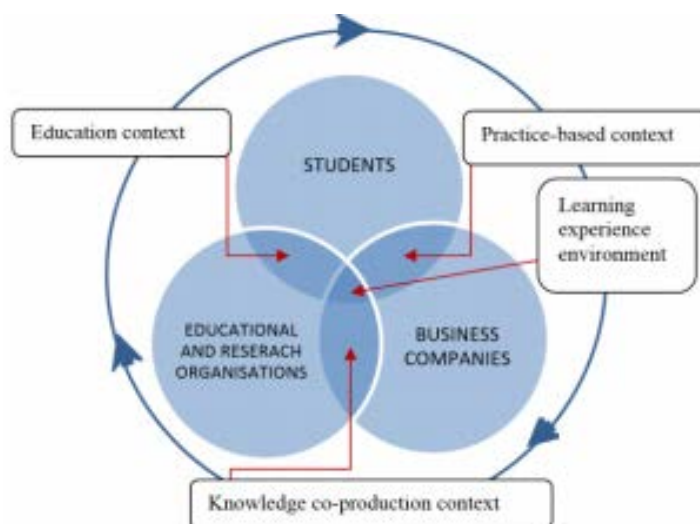 Education context
Practice-based context
STUDENTS
Learning
experience
environment
EDUCATIONAL
AND RESERACH
ORGANISATIONS
BUSINESS
COMPANIES
Knowledge co-production context